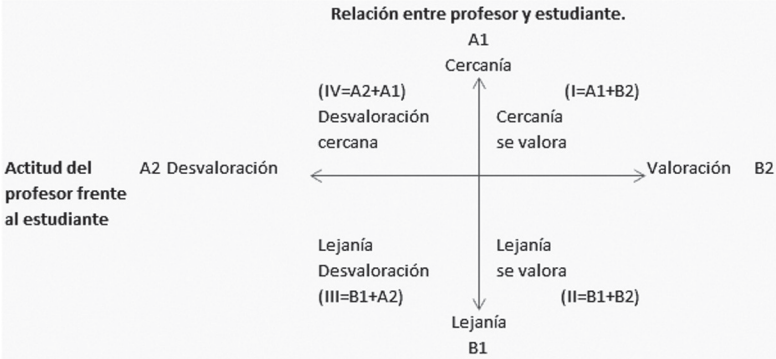 Relación entre profesor y estudiante.
A1
Cercanía
(IV=A2+A1)
Desvaloración
cercana
(I=A1+B2)
Cercanía
se valora
Actitud del
profesor frente
al estudiante
A2 Desvaloración
Valoración B2
Lejanía
Desvaloración
(III=B1+A2)
Lejanía
se valora
(II=B1+B2)
Lejanía
B1